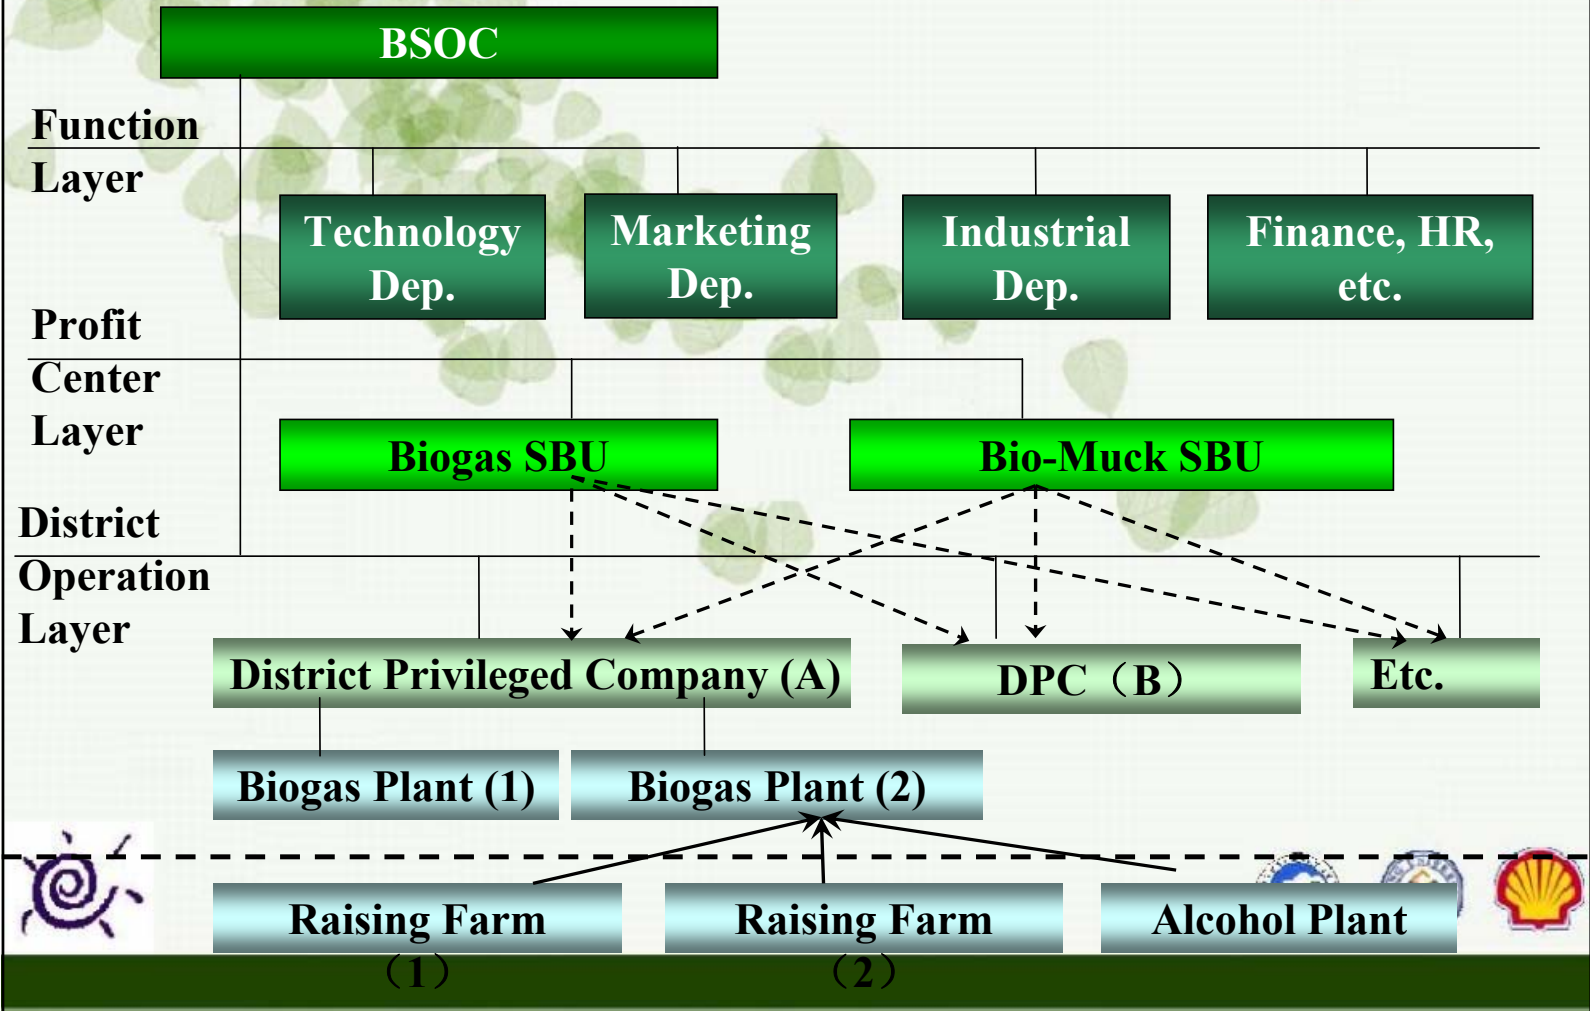 BSOC
Function
Layer
Technology
Dep.
Marketing
Dep.
Industrial
Dep.
Finance, HR,
etc.
Profit
Center
Layer
Biogas SBU
Bio-Muck SBU
District
Operation
Layer
District Privileged Company (A)
DPC（B）
Etc.
Biogas Plant (1)
Biogas Plant (2)
Raising Farm
（1）
Raising Farm
（2）
Alcohol Plant